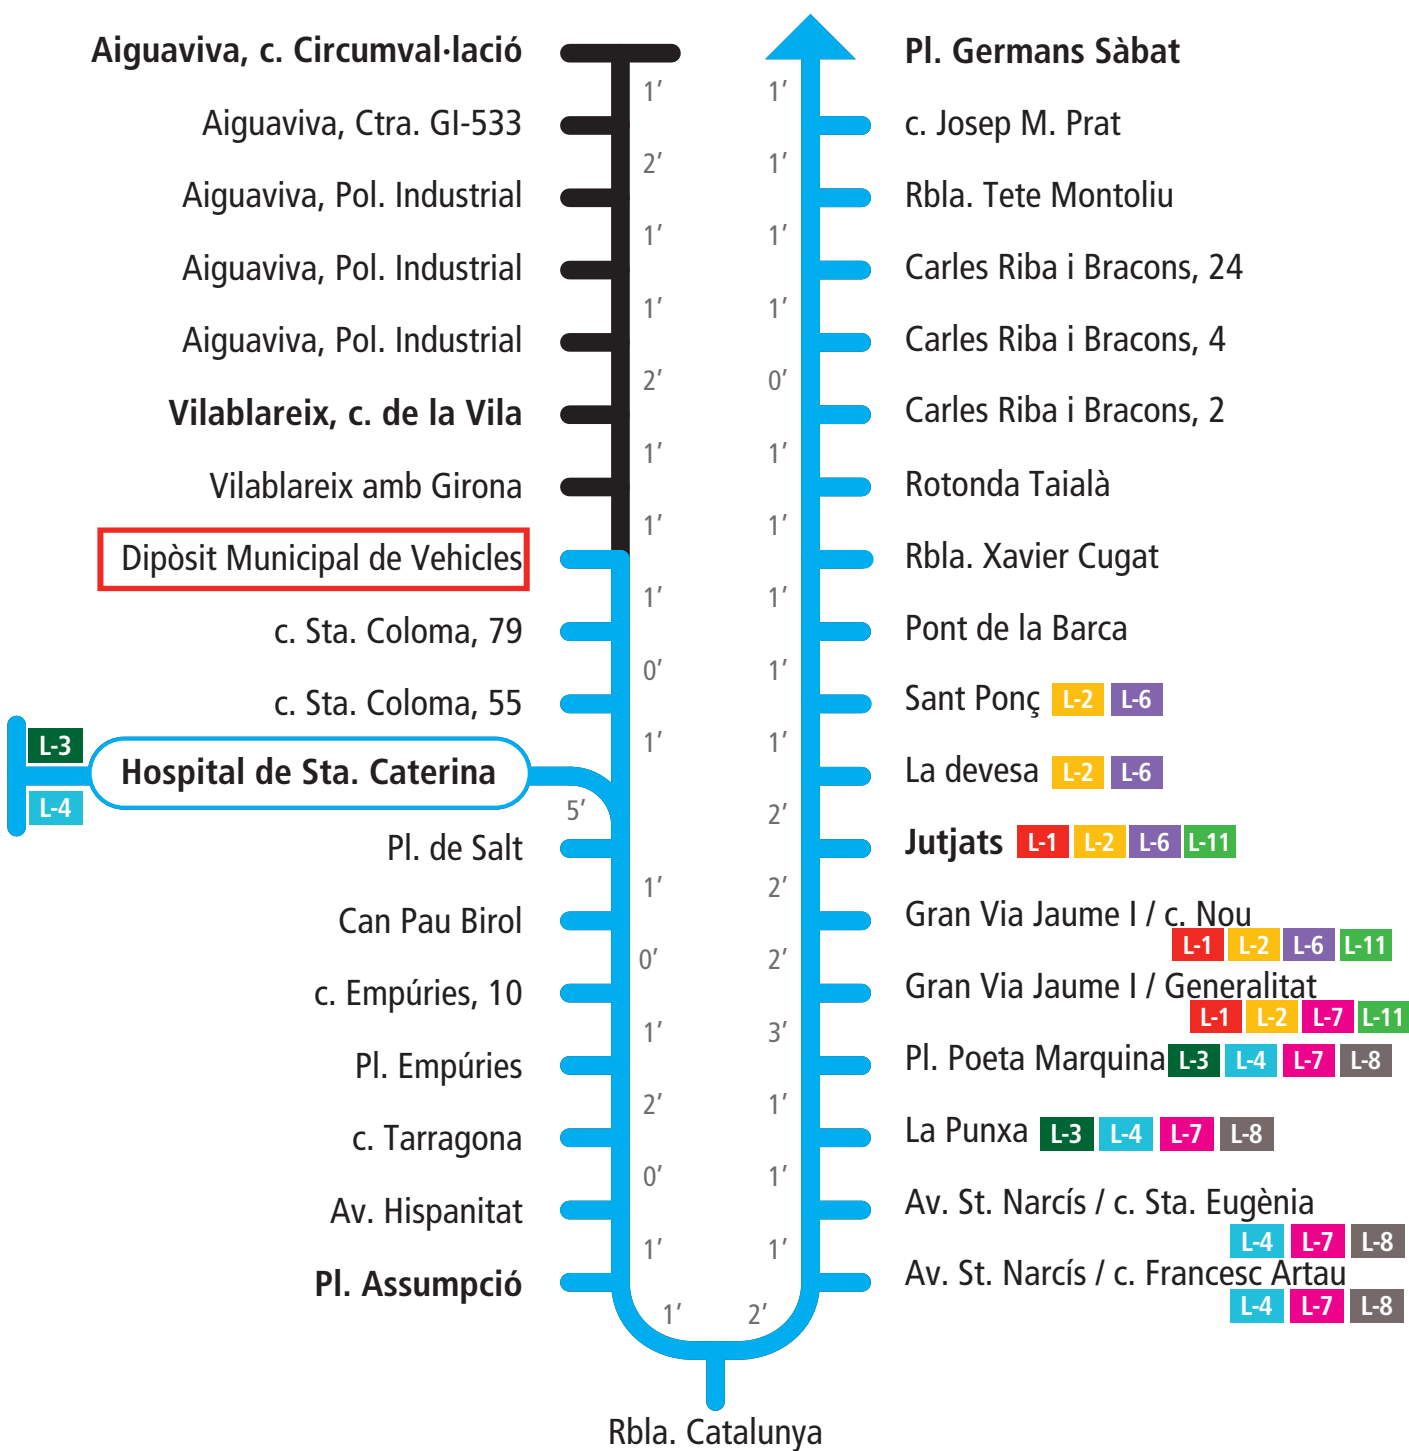 Aiguaviva, c. Circumval·lació
1’
Aiguaviva, Ctra. GI-533
2’
Aiguaviva, Pol. Industrial
1’
Aiguaviva, Pol. Industrial
1’
Aiguaviva, Pol. Industrial
2’
Vilablareix, c. de la Vila
1’
Vilablareix amb Girona
1’
Dipòsit Municipal de Vehicles
1’
c. Sta. Coloma, 79
0’
c. Sta. Coloma, 55
1’
L-3
Hospital de Sta. Caterina
L-4
5’
Pl. de Salt
1’
Can Pau Birol
0’
c. Empúries, 10
1’
Pl. Empúries
2’
c. Tarragona
0’
Av. Hispanitat
1’
Pl. Assumpció
1’
Rbla. Catalunya
2’
Pl. Germans Sàbat
1’
c. Josep M. Prat
1’
Rbla. Tete Montoliu
1’
Carles Riba i Bracons, 24
1’
Carles Riba i Bracons, 4
0’
Carles Riba i Bracons, 2
1’
Rotonda Taialà
1’
Rbla. Xavier Cugat
1’
Pont de la Barca
1’
Sant Ponç L-2 L-6
1’
La devesa L-2 L-6
2’
Jutjats L-1 L-2 L-6 L-11
2’
Gran Via Jaume I / c. Nou
L-1 L-2 L-6 L-11
2’
Gran Via Jaume I / Generalitat
L-1 L-2 L-7 L-11
3’
Pl. Poeta Marquina L-3 L-4 L-7 L-8
1’
La Punxa L-3 L-4 L-7 L-8
1’
Av. St. Narcís / c. Sta. Eugènia
L-4 L-7 L-8
1’
Av. St. Narcís / c. Francesc Artau
L-4 L-7 L-8